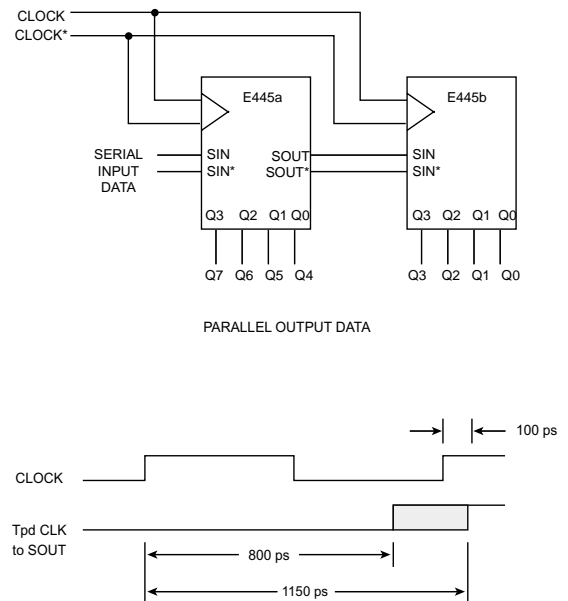 CLOCK
CLOCK*
E445a
E445b
SERIAL
INPUT
DATA
SIN
SIN*
SOUT
SOUT*
SIN
SIN*
Q3 Q2 Q1 Q0
Q3 Q2 Q1 Q0
Q7 Q6 Q5 Q4
Q3 Q2 Q1 Q0
PARALLEL OUTPUT DATA
100 ps
CLOCK
Tpd CLK
to SOUT
800 ps
1150 ps